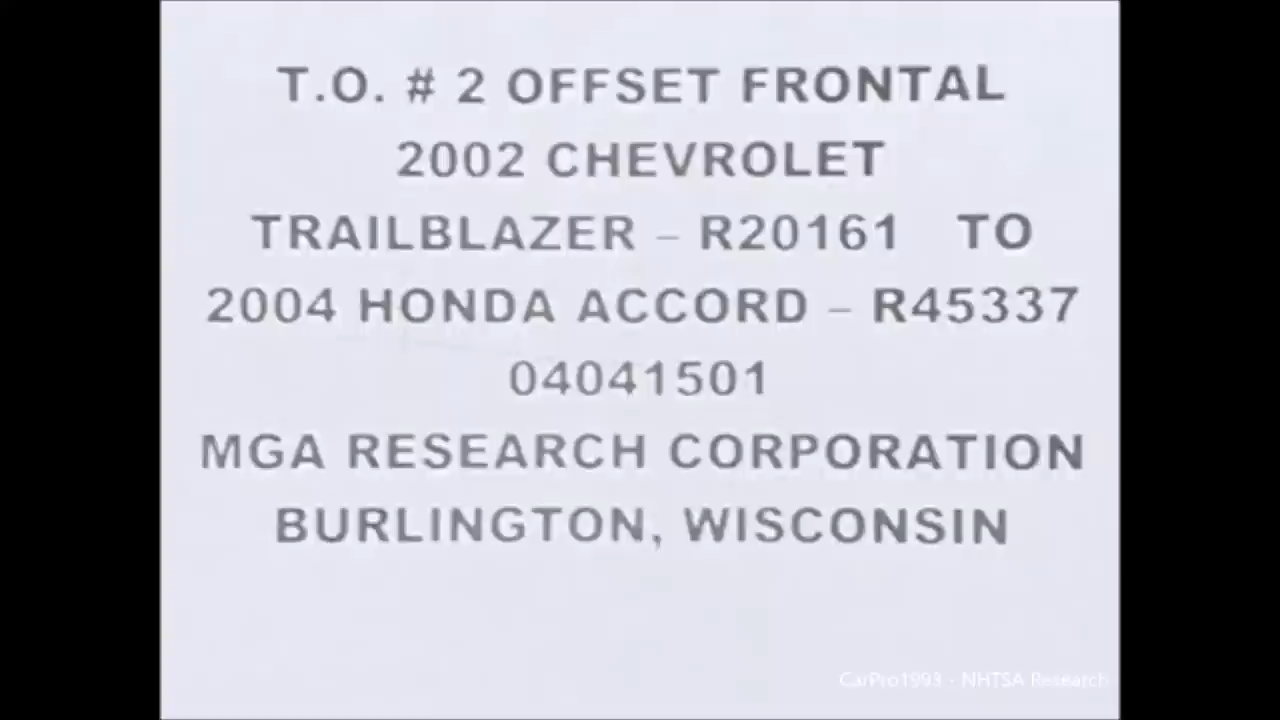 T.O. # 2 OFFSET FRONTAL
2002 CHEVROLET
TRAILBLAZER – R20161 TO
2004 HONDA ACCORD – R45337
04041501
MGA RESEARCH CORPORATION
BURLINGTON, WISCONSIN
CarPro1993 - NHTSA Research